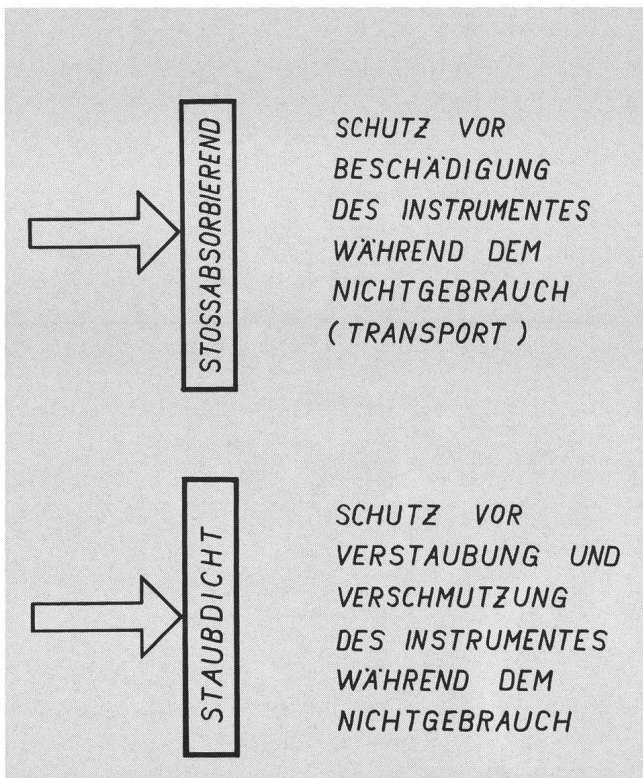 STOSSABSORBIEREND
SCHUTZ VOR
BESCHÄDIGUNG
DES INSTRUMENTES
WÄHREND DEM
NICHTGEBRAUCH
(TRANSPORT)
STAUBDICHT
SCHUTZ VOR
VERSTAUBUNG UND
VERSCHMUTZUNG
DES INSTRUMENTES
WÄHREND DEM
NICHTGEBRAUCH